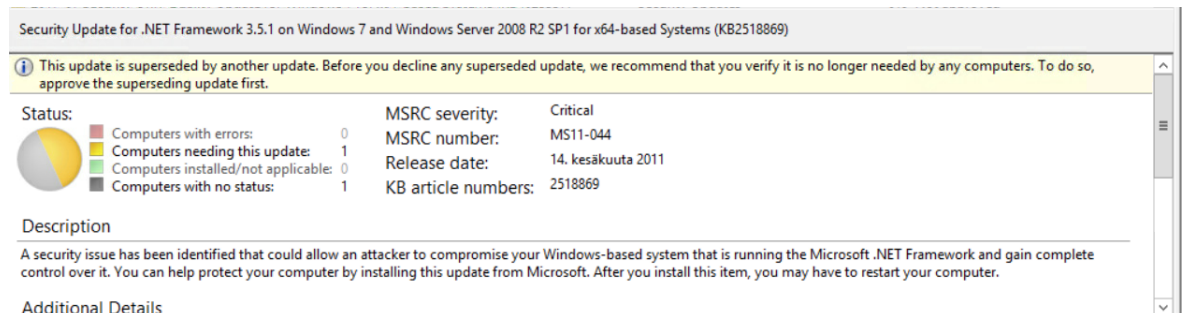 Security Update for .NET Framework 3.5.1 on Windows 7 and Windows Server 2008 R2 SP1 for x64-based Systems (KB2518869)
This update is superseded by another update. Before you decline any superseded update, we recommend that you verify it is no longer needed by any computers. To do so,
approve the superseding update first.
Status:
Computers with errors: 0
Computers needing this update: 1
Computers installed/not applicable: 0
Computers with no status: 1
MSRC severity: Critical
MSRC number: MS11-044
Release date: 14. kesäkuuta 2011
KB article numbers: 2518869
Description
A security issue has been identified that could allow an attacker to compromise your Windows-based system that is running the Microsoft .NET Framework and gain complete
control over it. You can help protect your computer by installing this update from Microsoft. After you install this item, you may have to restart your computer.
Additional Details